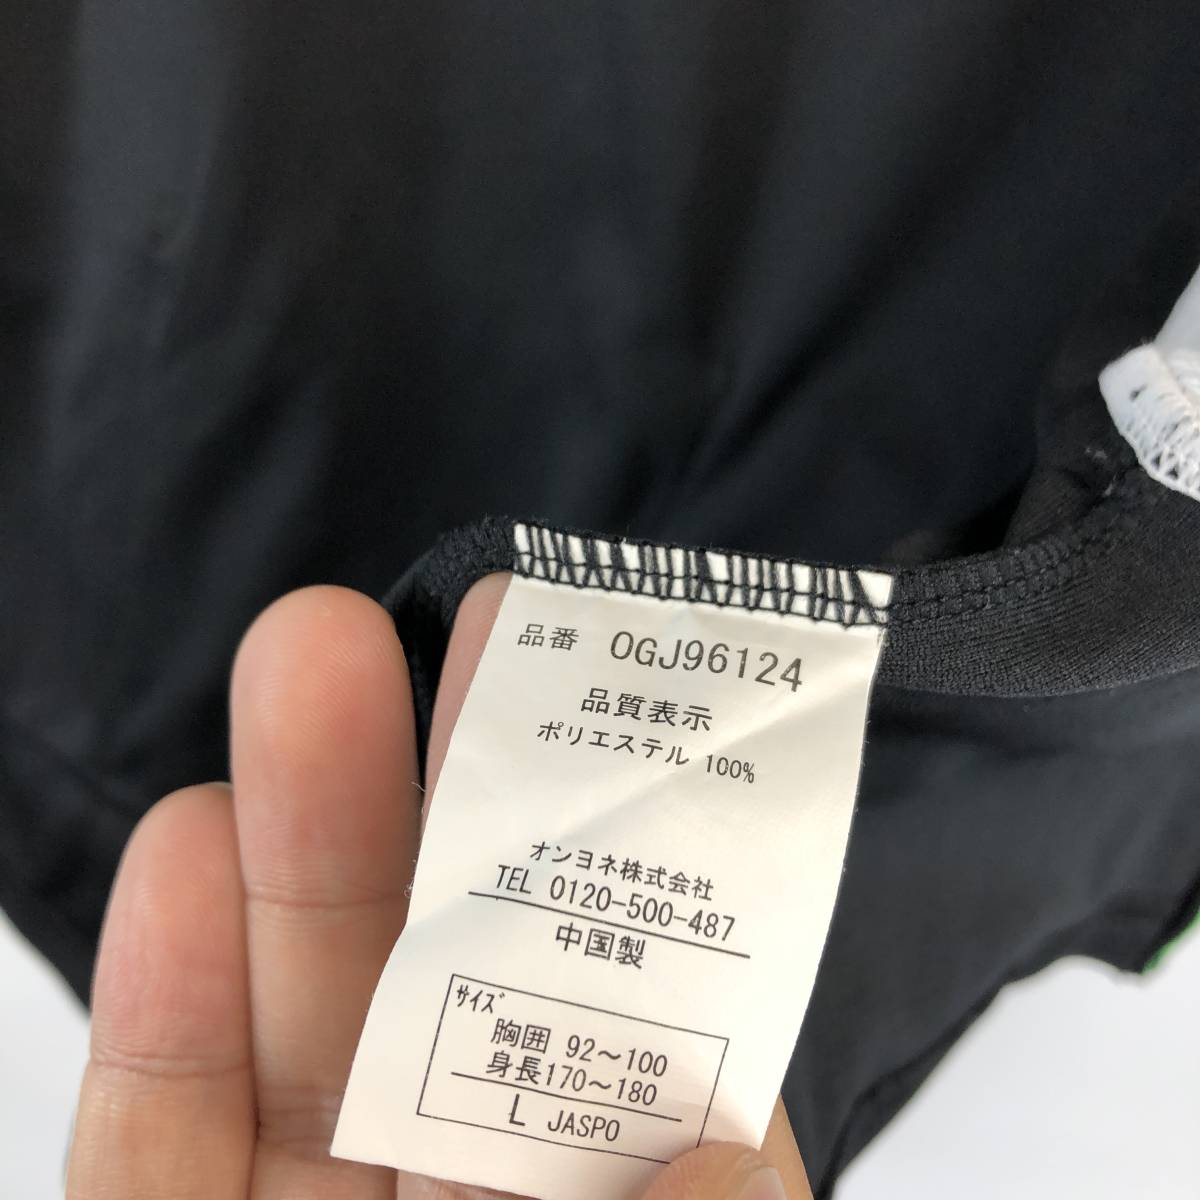 品番 OGJ96124
品質表示
ポリエステル 100%
オンヨネ株式会社
TEL 0120-500-487
中国製
サイズ
胸囲 92～100
身長170～180
L JASPO